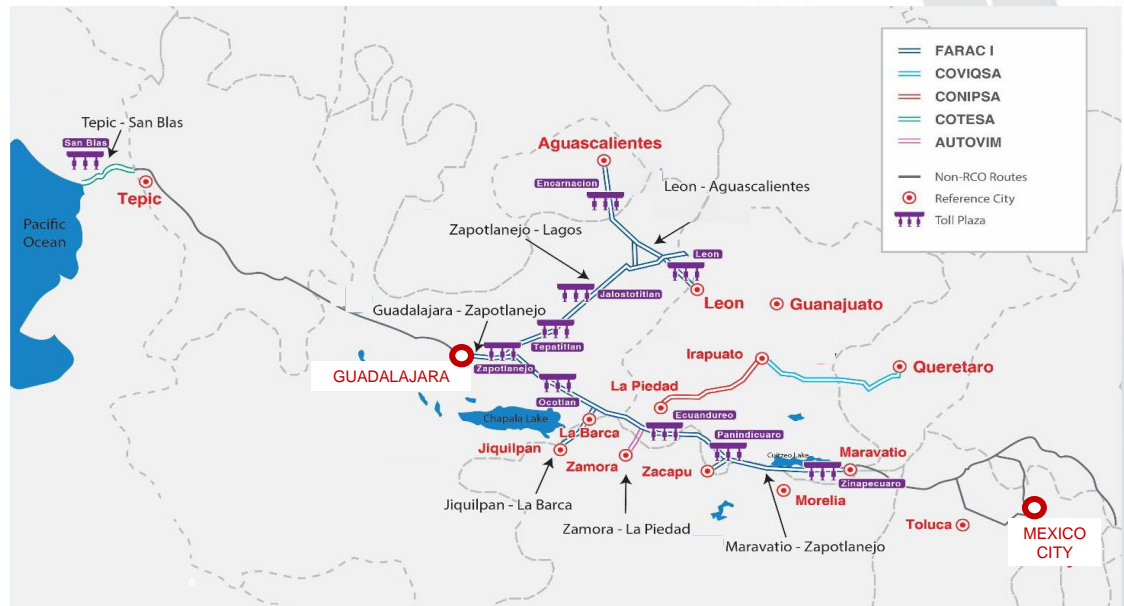 FARAC I
COVIQSA
CONIPSA
COTESA
AUTOVIM
Non-RCO Routes
Reference City
Toll Plaza
Tepic - San Blas
San Blas
Tepic
Pacific
Ocean
Aguascalientes
Encarnacion
Leon - Aguascalientes
Zapotlanejo - Lagos
Leon
Jalostotitlan
Leon
Guanajuato
Guadalajara - Zapotlanejo
Tepatitlan
Zapotlanejo
GUADALAJARA
Irapuato
Queretaro
La Piedad
Ocotlan
Chapala Lake
Ecuandureo
La Barca
Panindicuaro
Jiquilpan
Zamora
Zacapu
Cuitzeo Lake
Maravatio
Zinapecuaro
Morelia
Jiquilpan - La Barca
Zamora - La Piedad
Maravatio - Zapotlanejo
Toluca
MEXICO
CITY